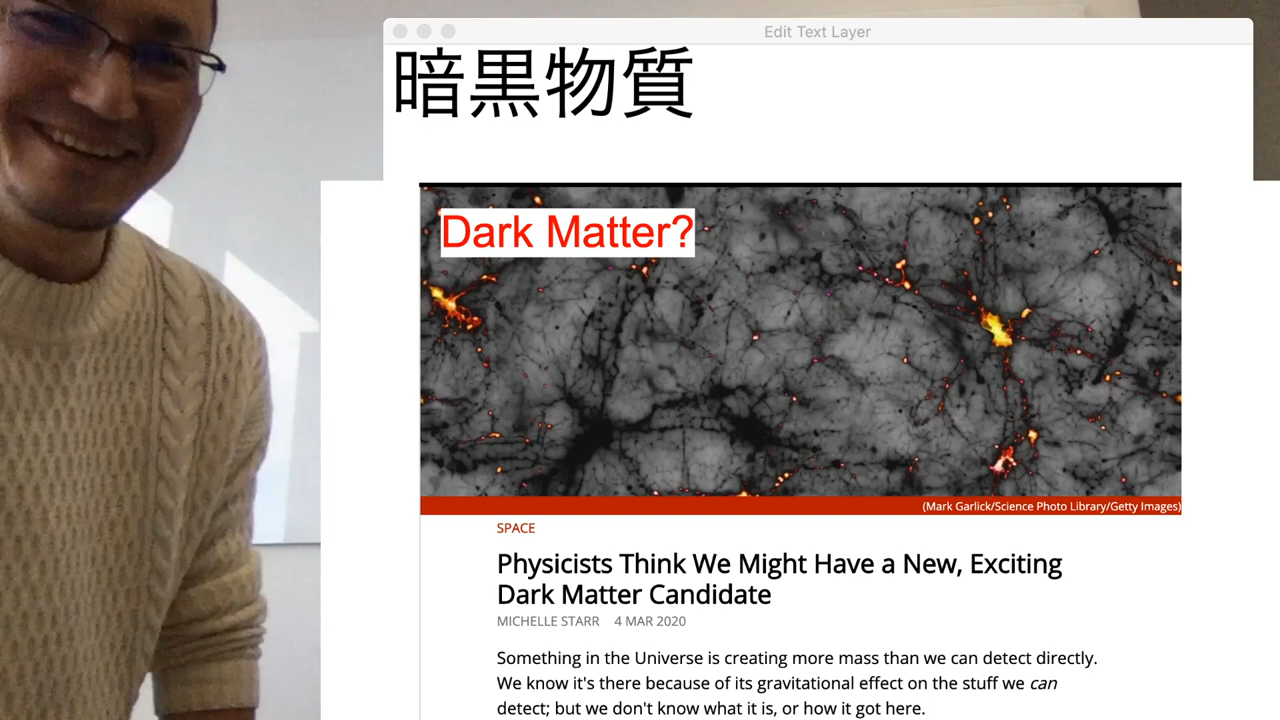 Edit Text Layer
暗黒物質
Dark Matter?
(Mark Garlick/Science Photo Library/Getty Images)
SPACE
Physicists Think We Might Have a New, Exciting
Dark Matter Candidate
MICHELLE STARR 4 MAR 2020
Something in the Universe is creating more mass than we can detect directly.
We know it's there because of its gravitational effect on the stuff we can
detect; but we don't know what it is, or how it got here.